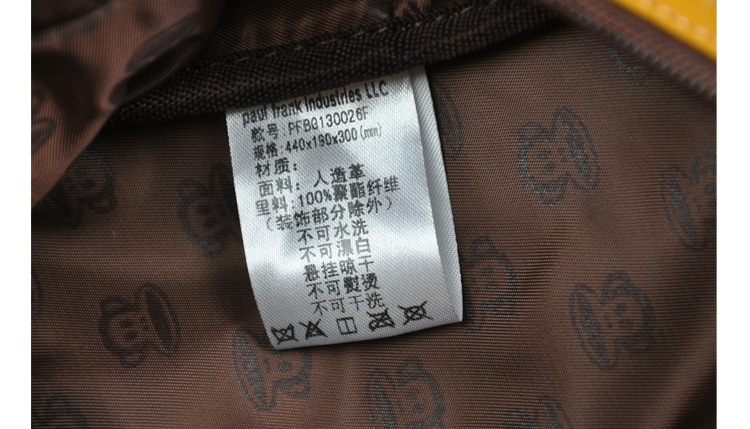 paul frank Industries LLC
款号:PFBG130026F
规格:440x190x300(mm)
材质:
面料: 人造革
里料:100%聚酯纤维
(装饰部分除外)
不可水洗
不可漂白
悬挂晾干
不可熨烫
不可干洗